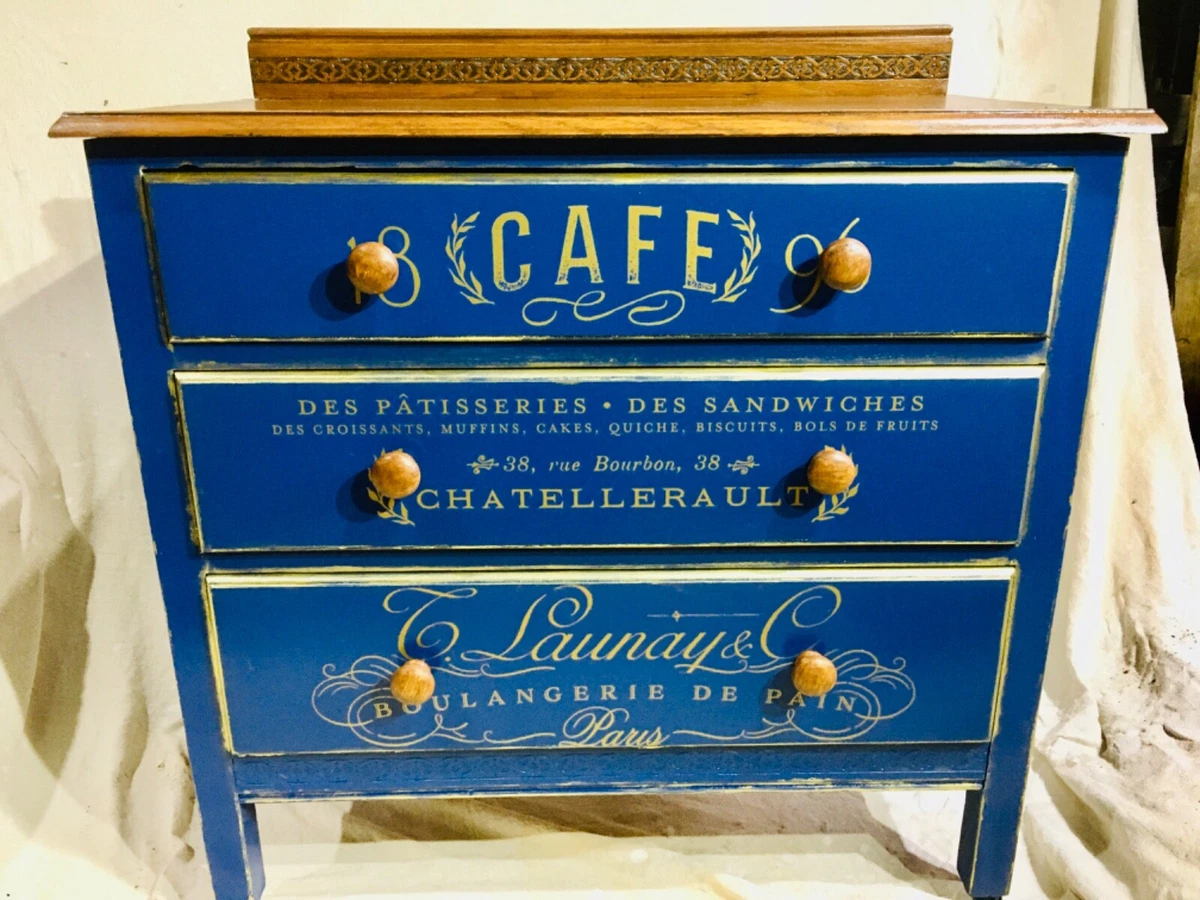 18 CAFE 96
DES PÂTISSERIES • DES SANDWICHES
DES CROISSANTS, MUFFINS, CAKES, QUICHE, BISCUITS, BOLS DE FRUITS
38, rue Bourbon, 38
CHATELLERAULT
T. Launay & C
BOULANGERIE DE PAIN
Paris